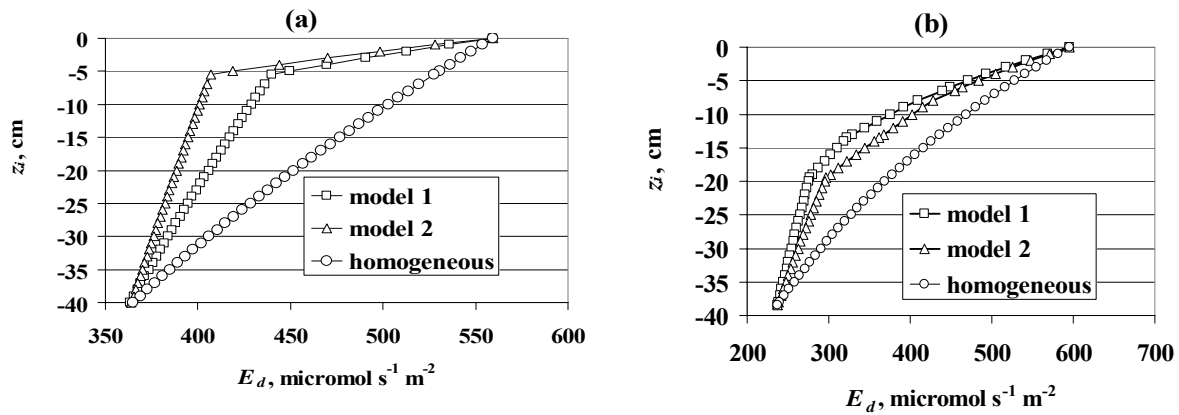 (a)
0
-5
-10
-15
-20
-25
-30
-35
-40
z_i, cm
model 1
model 2
homogeneous
350 400 450 500 550 600
E_d, micromol s⁻¹ m⁻²
(b)
0
-5
-10
-15
-20
-25
-30
-35
-40
z_i, cm
model 1
model 2
homogeneous
200 300 400 500 600 700
E_d, micromol s⁻¹ m⁻²